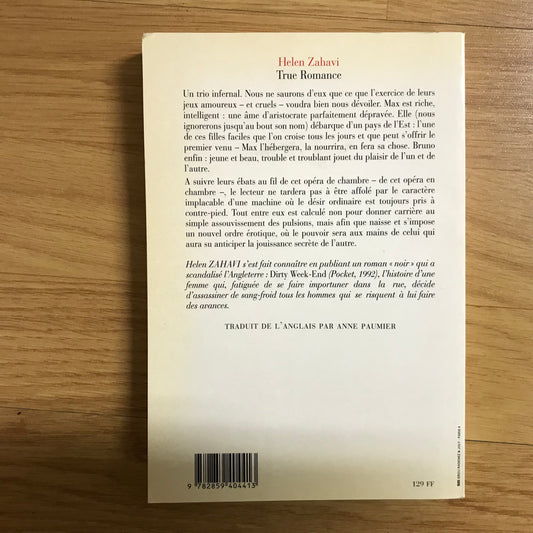 Helen Zahavi
True Romance
Un trio infernal. Nous ne saurons d'eux que ce que l'exercice de leurs
jeux amoureux – et cruels – voudra bien nous dévoiler. Max est riche,
intelligent : une âme d'aristocrate parfaitement dépravée. Elle (nous
ignorerons jusqu'au bout son nom) débarque d'un pays de l'Est : l'une
de ces filles faciles que l'on croise tous les jours et que peut s'offrir le
premier venu – Max l'hébergera, la nourrira, en fera sa chose. Bruno
enfin : jeune et beau, trouble et troublant jouet du plaisir de l'un et de
l'autre.
A suivre leurs ébats au fil de cet opéra de chambre – de cet opéra en
chambre –, le lecteur ne tardera pas à être affolé par le caractère
implacable d'une machine où le désir ordinaire est toujours pris à
contre-pied. Tout entre eux est calculé non pour donner carrière au
simple assouvissement des pulsions, mais afin que naisse et s'impose
un nouvel ordre érotique, où le pouvoir sera aux mains de celui qui
aura su anticiper la jouissance secrète de l'autre.
Helen ZAHAVI s'est fait connaître en publiant un roman « noir » qui a
scandalisé l'Angleterre : Dirty Week-End (Pocket, 1992), l'histoire d'une
femme qui, fatiguée de se faire importuner dans la rue, décide
d'assassiner de sang-froid tous les hommes qui se risquent à lui faire
des avances.
TRADUIT DE L'ANGLAIS PAR ANNE PAUMIER
9 782859 404413
129 FF